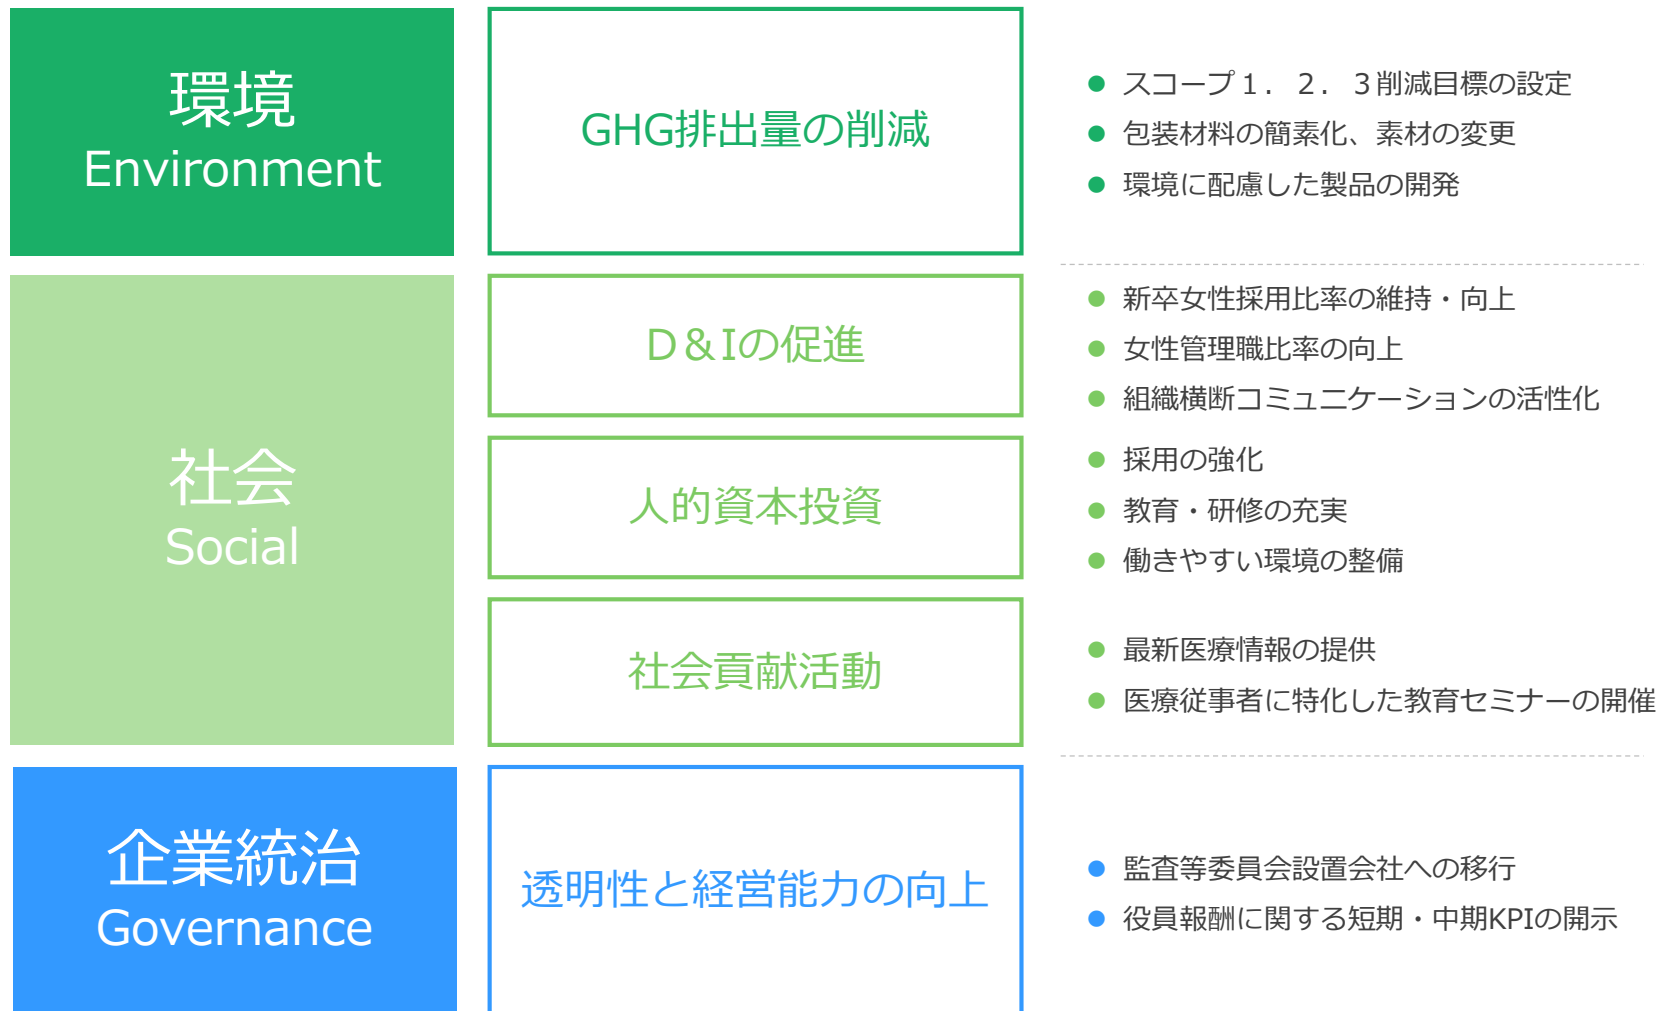 環境
Environment
GHG排出量の削減
● スコープ１．２．３削減目標の設定
● 包装材料の簡素化、素材の変更
● 環境に配慮した製品の開発
社会
Social
Ｄ＆Iの促進
● 新卒女性採用比率の維持・向上
● 女性管理職比率の向上
● 組織横断コミュニケーションの活性化
人的資本投資
● 採用の強化
● 教育・研修の充実
● 働きやすい環境の整備
社会貢献活動
● 最新医療情報の提供
● 医療従事者に特化した教育セミナーの開催
企業統治
Governance
透明性と経営能力の向上
● 監査等委員会設置会社への移行
● 役員報酬に関する短期・中期KPIの開示